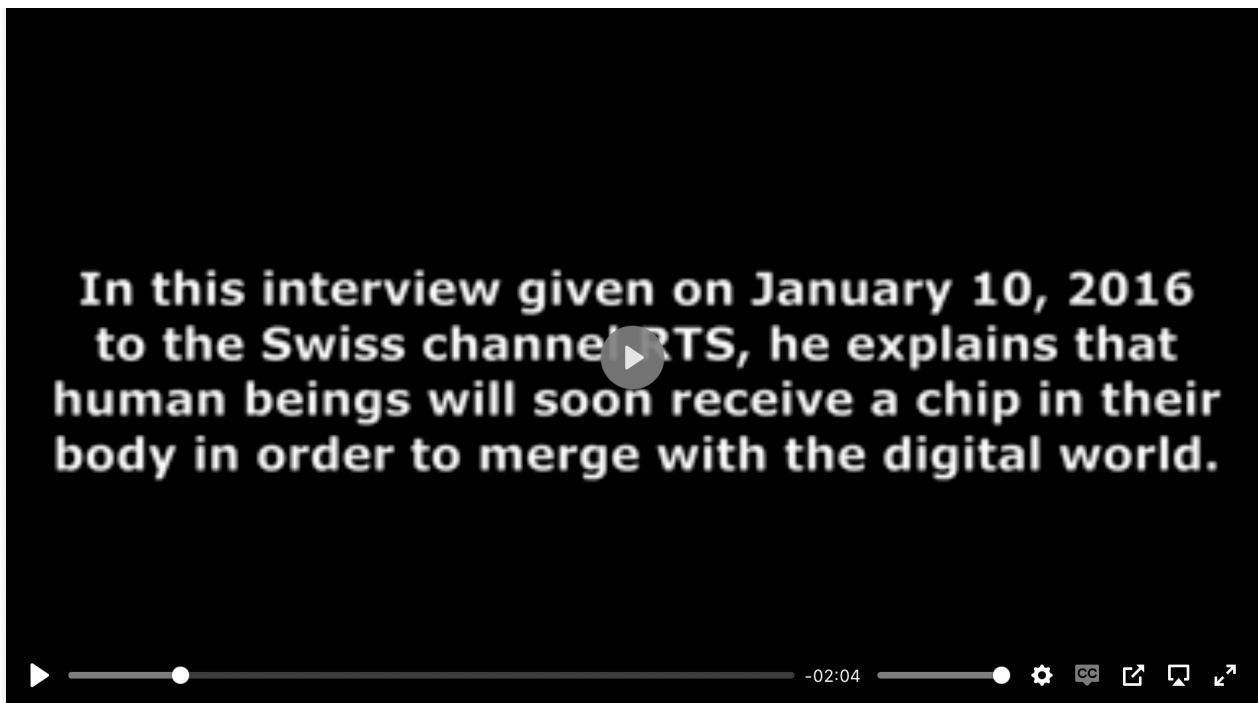 In this interview given on January 10, 2016
to the Swiss channel RTS, he explains that
human beings will soon receive a chip in their
body in order to merge with the digital world.
-02:04
CC